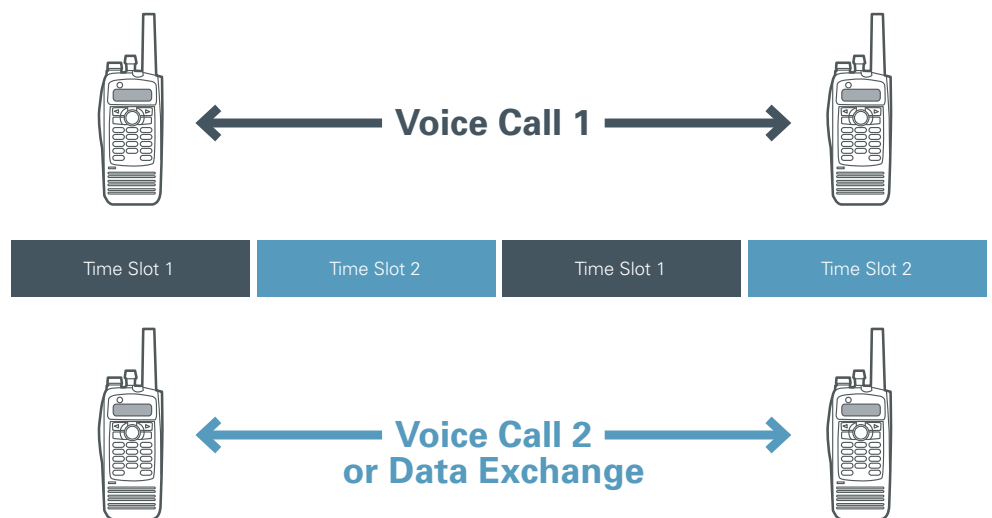 Voice Call 1
Time Slot 1
Time Slot 2
Time Slot 1
Time Slot 2
Voice Call 2
or Data Exchange